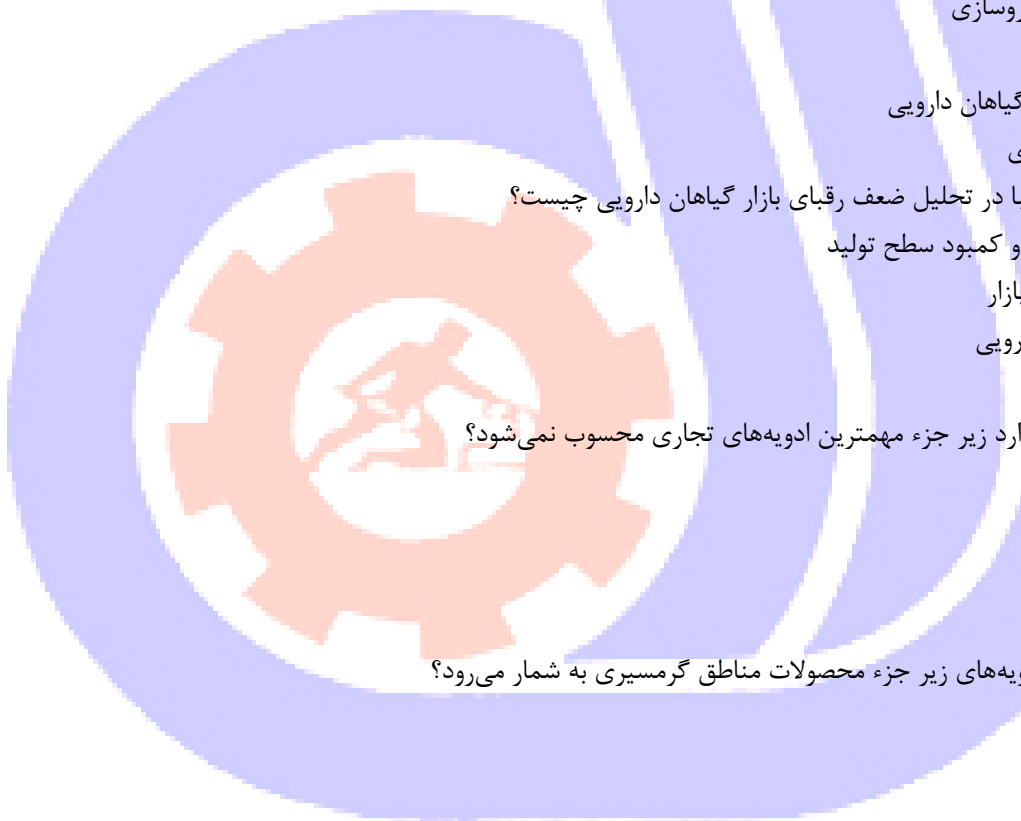 روسازی
گیاهان دارویی
ی
در تحلیل ضعف رقبای بازار گیاهان دارویی چیست؟
و کمبود سطح تولید
بازار
رویی
ارد زیر جزء مهمترین ادویه‌های تجاری محسوب نمی‌شود؟
ویه‌های زیر جزء محصولات مناطق گرمسیری به شمار می‌رود؟